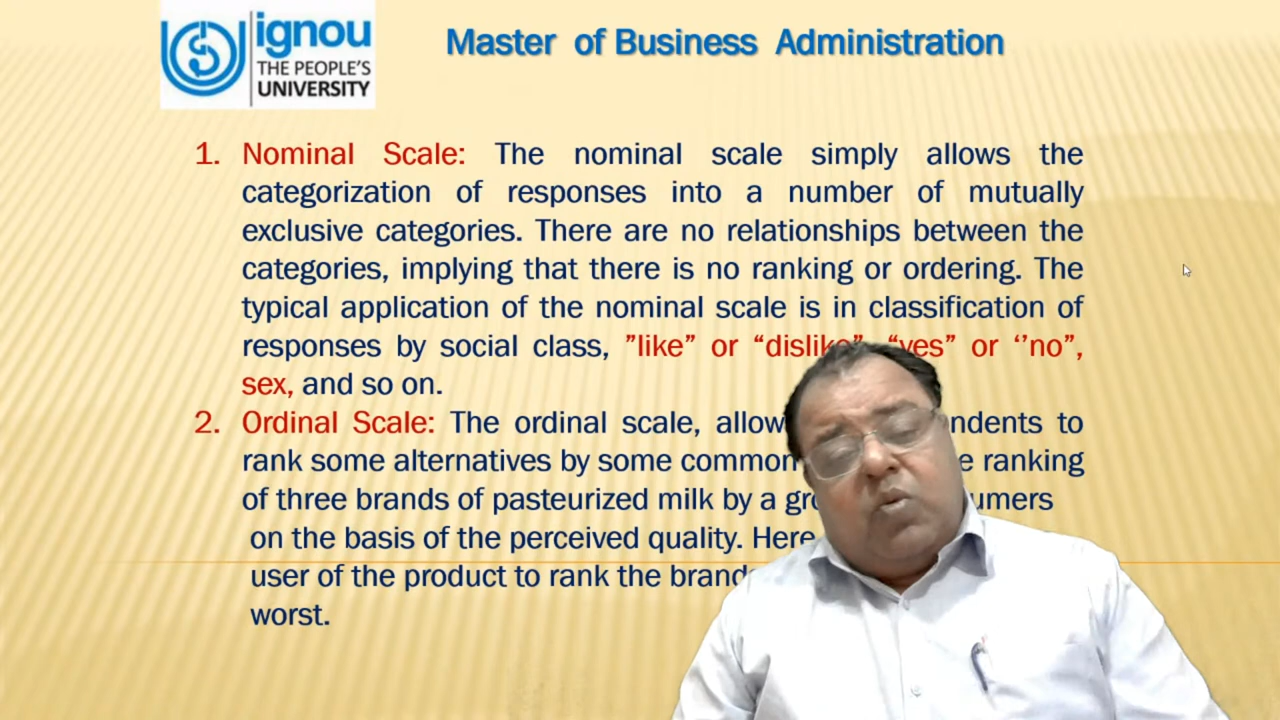 ignou
THE PEOPLE'S
UNIVERSITY
Master of Business Administration
1. Nominal Scale: The nominal scale simply allows the
categorization of responses into a number of mutually
exclusive categories. There are no relationships between the
categories, implying that there is no ranking or ordering. The
typical application of the nominal scale is in classification of
responses by social class, ”like” or “dislike”, “yes” or ‘’no”,
sex, and so on.
2. Ordinal Scale: The ordinal scale, to
rank some alternatives by some common ranking
of three brands of pasteurized milk by a
on the basis of the perceived quality. Here
user of the product to rank the
worst.